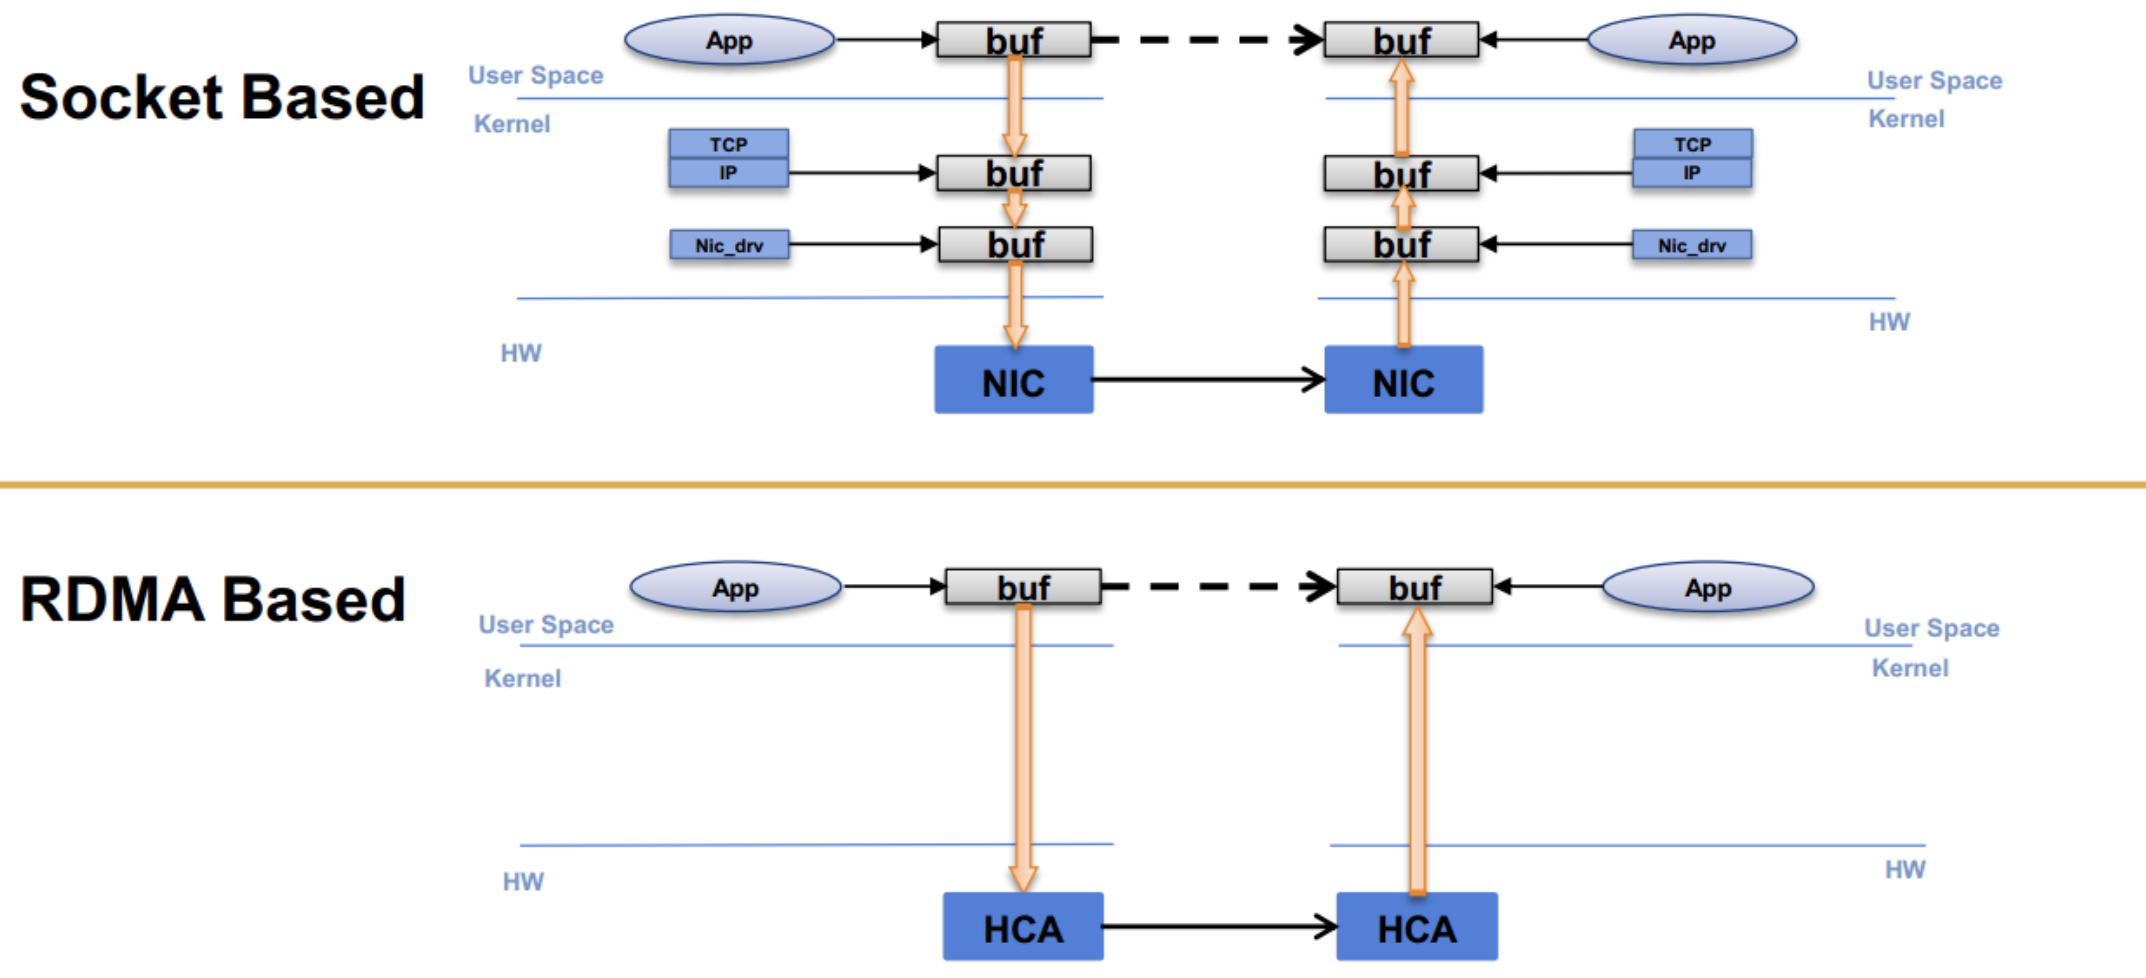 Socket Based
App
buf
buf
App
User Space
User Space
Kernel
Kernel
TCP
IP
buf
buf
TCP
IP
Nic_drv
buf
buf
Nic_drv
HW
HW
NIC
NIC
RDMA Based
App
buf
buf
App
User Space
User Space
Kernel
Kernel
HW
HW
HCA
HCA